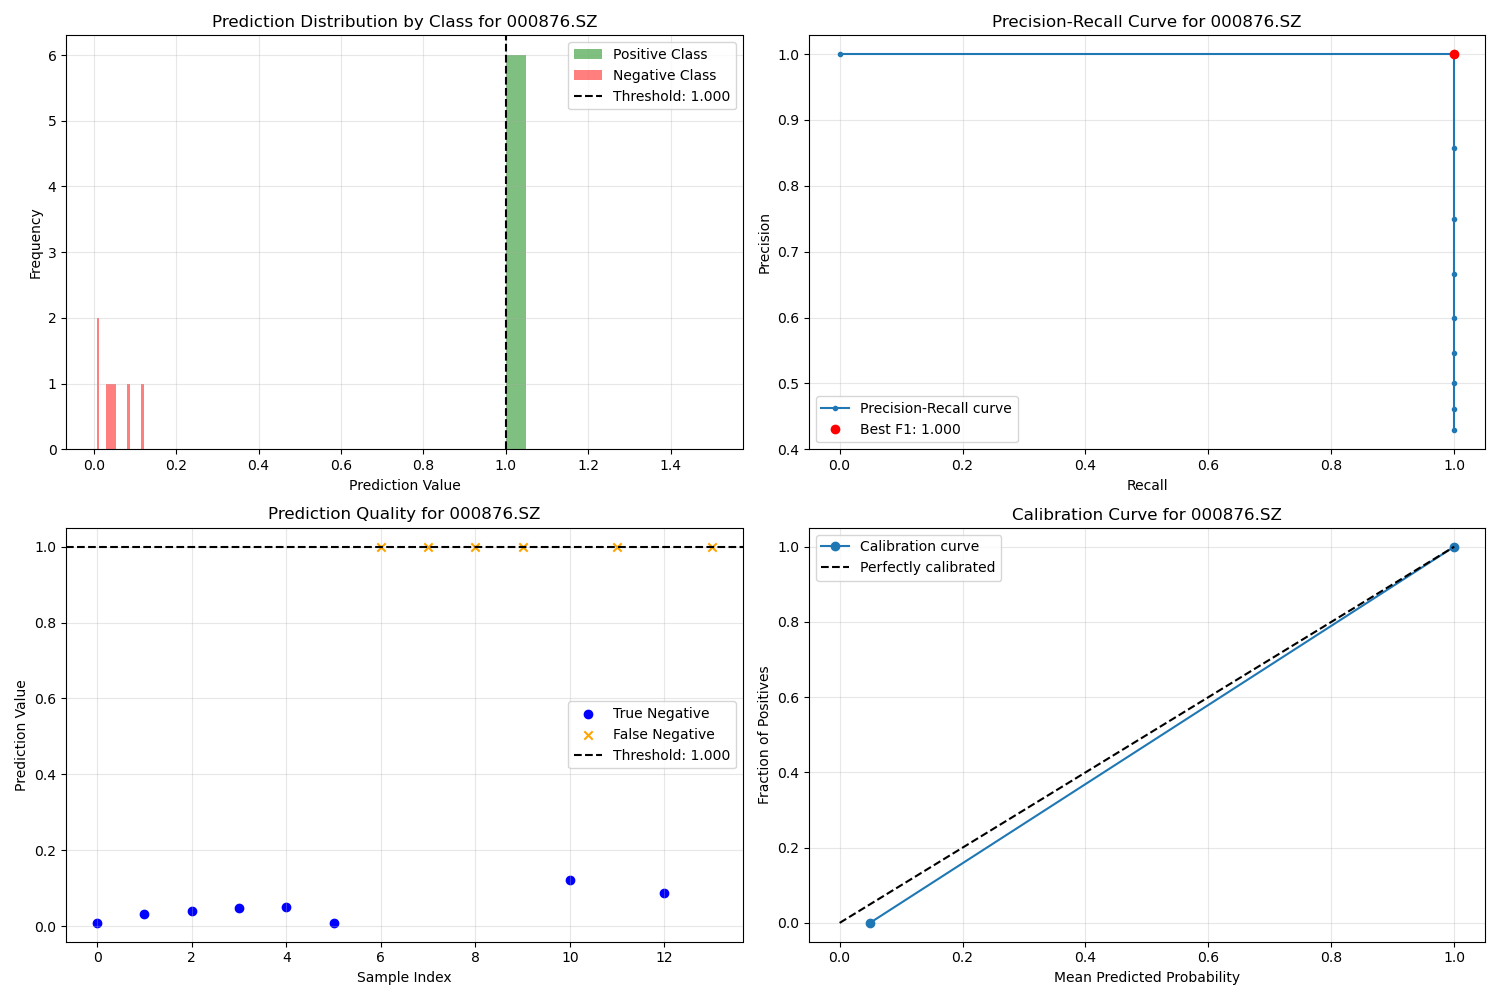 Prediction Distribution by Class for 000876.SZ
Frequency
6
5
4
3
2
1
0
Positive Class
Negative Class
Threshold: 1.000
0.0 0.2 0.4 0.6 0.8 1.0 1.2 1.4
Prediction Value
Precision-Recall Curve for 000876.SZ
Precision
1.0
0.9
0.8
0.7
0.6
0.5
0.4
Precision-Recall curve
Best F1: 1.000
0.0 0.2 0.4 0.6 0.8 1.0
Recall
Prediction Quality for 000876.SZ
Prediction Value
1.0
0.8
0.6
0.4
0.2
0.0
True Negative
False Negative
Threshold: 1.000
0 2 4 6 8 10 12
Sample Index
Calibration Curve for 000876.SZ
Fraction of Positives
1.0
0.8
0.6
0.4
0.2
0.0
Calibration curve
Perfectly calibrated
0.0 0.2 0.4 0.6 0.8 1.0
Mean Predicted Probability